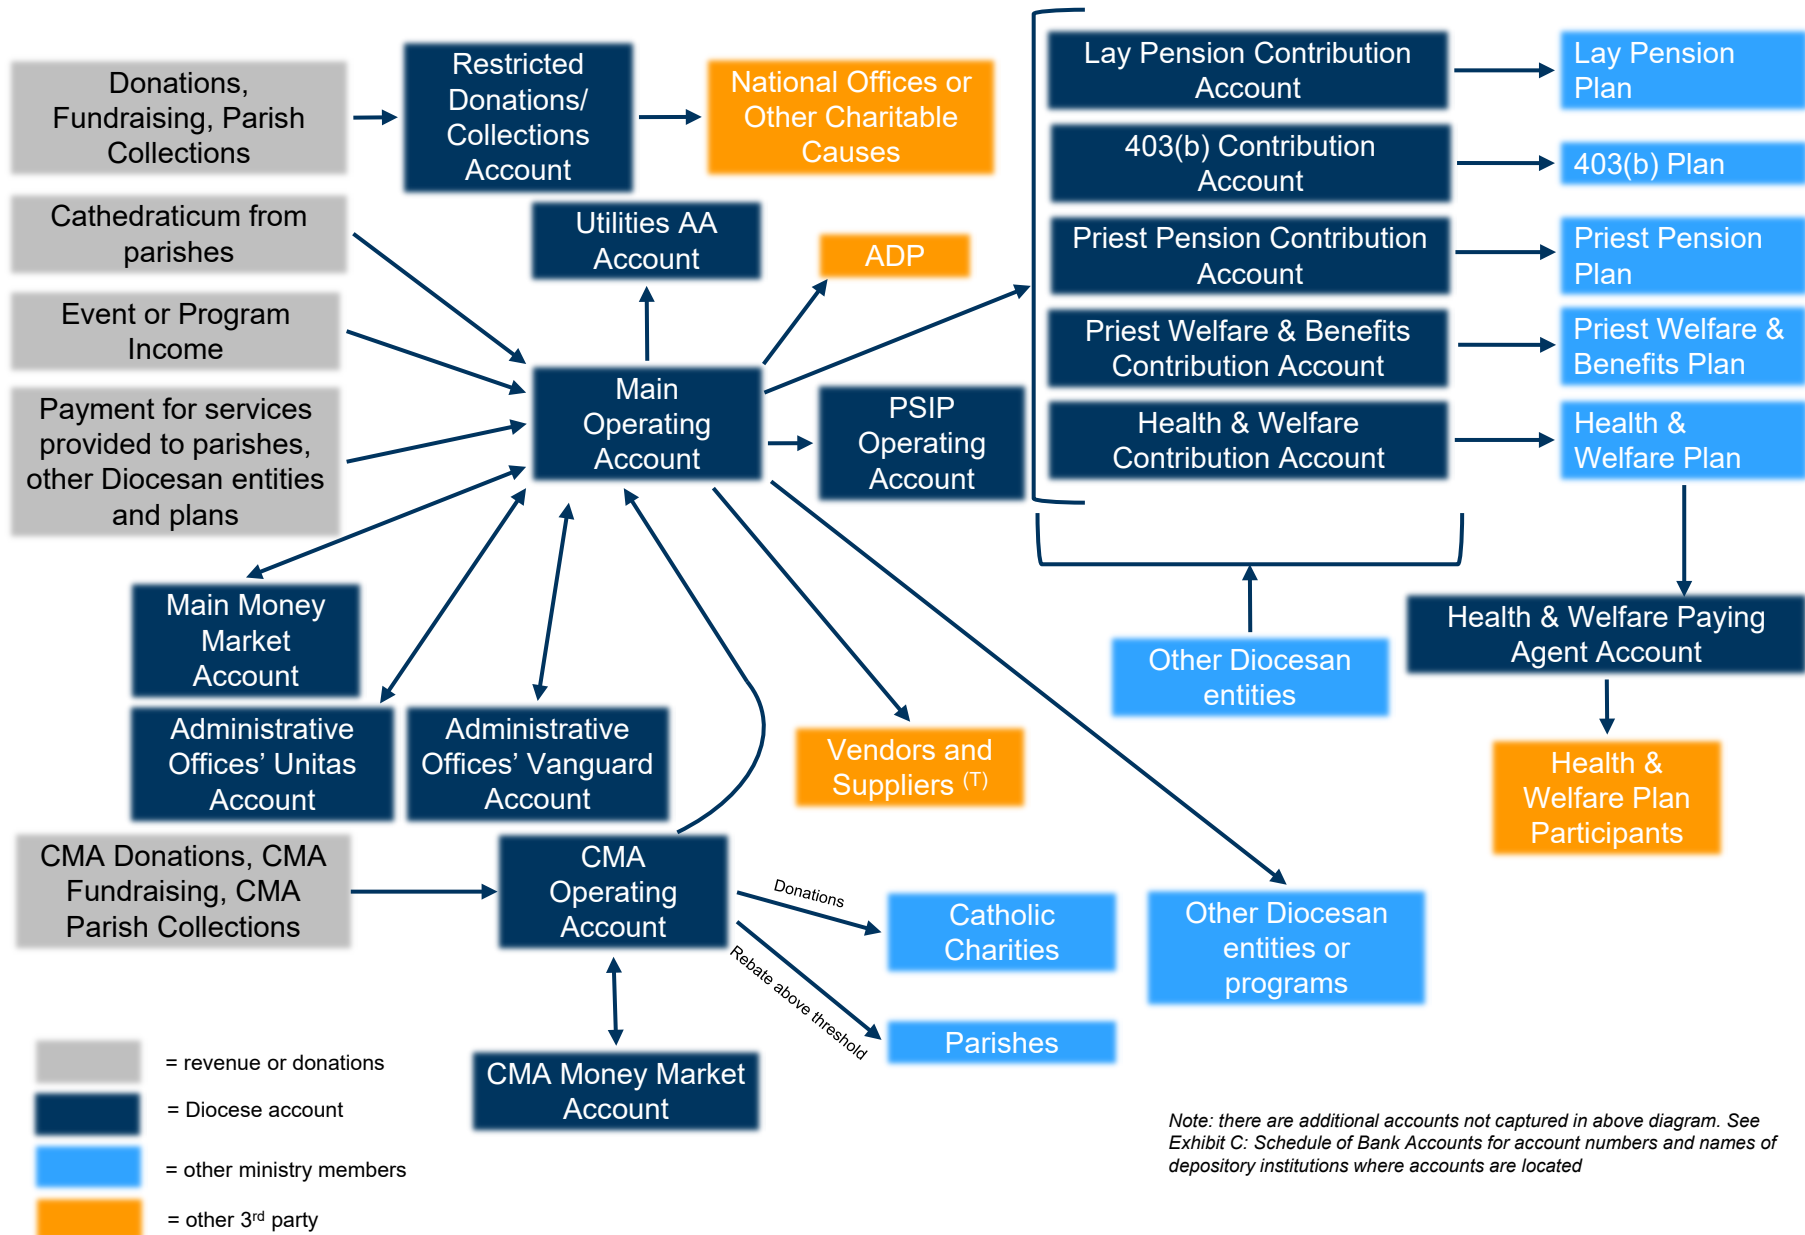 Donations,
Fundraising, Parish
Collections
Restricted
Donations/
Collections
Account
National Offices or
Other Charitable
Causes
Lay Pension Contribution
Account
Lay Pension
Plan
403(b) Contribution
Account
403(b) Plan
Cathedraticum from
parishes
Utilities AA
Account
ADP
Priest Pension Contribution
Account
Priest Pension
Plan
Event or Program
Income
Priest Welfare & Benefits
Contribution Account
Priest Welfare &
Benefits Plan
Payment for services
provided to parishes,
other Diocesan entities
and plans
Main
Operating
Account
PSIP
Operating
Account
Health & Welfare
Contribution Account
Health &
Welfare Plan
Main Money
Market
Account
Other Diocesan
entities
Health & Welfare Paying
Agent Account
Administrative
Offices’ Unitas
Account
Administrative
Offices’ Vanguard
Account
Vendors and
Suppliers (T)
Health &
Welfare Plan
Participants
CMA Donations, CMA
Fundraising, CMA
Parish Collections
CMA
Operating
Account
Donations
Rebate above threshold
Catholic
Charities
Other Diocesan
entities or
programs
Parishes
CMA Money Market
Account
= revenue or donations
= Diocese account
= other ministry members
= other 3rd party
Note: there are additional accounts not captured in above diagram. See
Exhibit C: Schedule of Bank Accounts for account numbers and names of
depository institutions where accounts are located